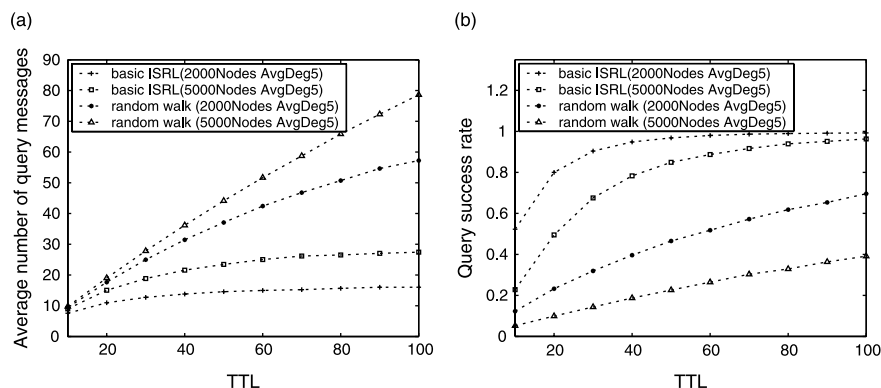 (a)
Average number of query messages
90
80
70
60
50
40
30
20
10
0
basic ISRL(2000Nodes AvgDeg5)
basic ISRL(5000Nodes AvgDeg5)
random walk (2000Nodes AvgDeg5)
random walk (5000Nodes AvgDeg5)
20
40
60
80
100
TTL
(b)
Query success rate
1.2
1
0.8
0.6
0.4
0.2
0
basic ISRL(2000Nodes AvgDeg5)
basic ISRL(5000Nodes AvgDeg5)
random walk (2000Nodes AvgDeg5)
random walk (5000Nodes AvgDeg5)
20
40
60
80
100
TTL